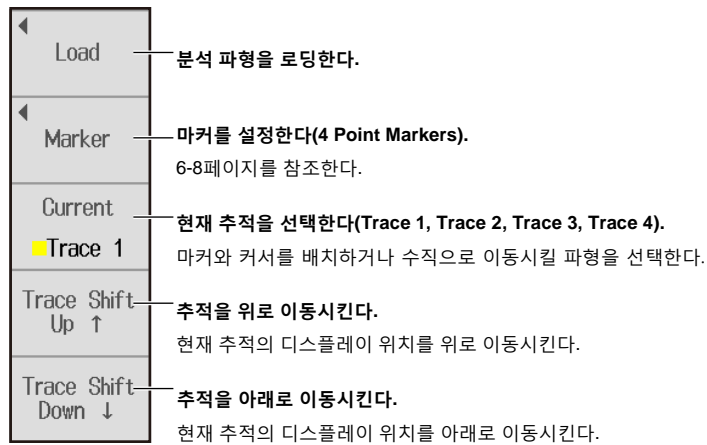 Load
분석 파형을 로딩한다.
Marker
마커를 설정한다(4 Point Markers).
6-8페이지를 참조한다.
Current
Trace 1
현재 추적을 선택한다(Trace 1, Trace 2, Trace 3, Trace 4).
마커와 커서를 배치하거나 수직으로 이동시킬 파형을 선택한다.
Trace Shift
Up ↑
추적을 위로 이동시킨다.
현재 추적의 디스플레이 위치를 위로 이동시킨다.
Trace Shift
Down ↓
추적을 아래로 이동시킨다.
현재 추적의 디스플레이 위치를 아래로 이동시킨다.